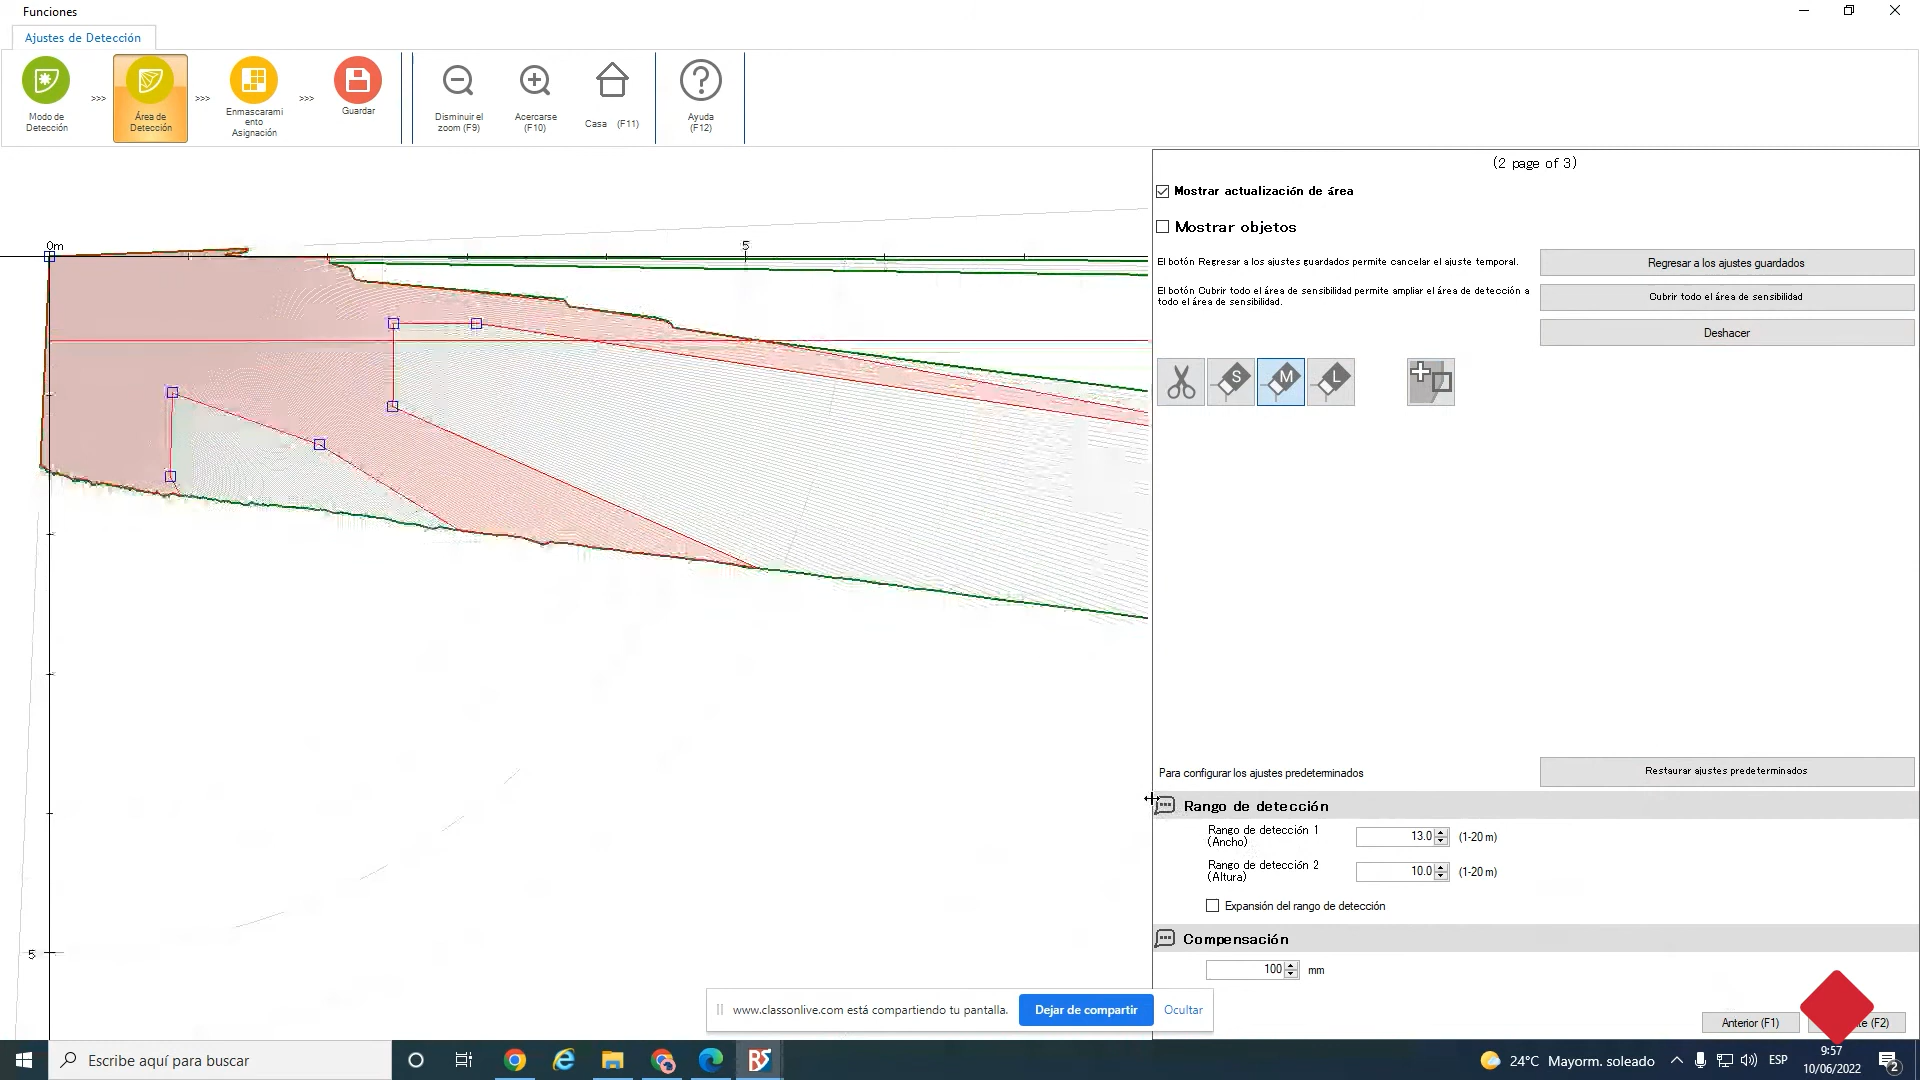 Funciones
Ajustes de Detección
Modo de
Detección
>>>
Área de
Detección
>>>
Enmascarami
ento
Asignación
>>>
Guardar
Disminuir el
zoom (F9)
Acercarse
(F10)
Casa (F11)
Ayuda
(F12)
(2 page of 3)
Mostrar actualización de área
Mostrar objetos
El botón Regresar a los ajustes guardados permite cancelar el ajuste temporal.
Regresar a los ajustes guardados
El botón Cubrir todo el área de sensibilidad permite ampliar el área de detección a
todo el área de sensibilidad.
Cubrir todo el área de sensibilidad
Deshacer
S
M
L
0m
5
5
Para configurar los ajustes predeterminados
Restaurar ajustes predeterminados
Rango de detección
Rango de detección 1
(Ancho)
13.0
(1-20 m)
Rango de detección 2
(Altura)
10.0
(1-20 m)
Expansión del rango de detección
Compensación
100
mm
Anterior (F1)
(F2)
www.classonlive.com está compartiendo tu pantalla.
Dejar de compartir
Ocultar
Escribe aquí para buscar
24°C Mayorm. soleado
ESP
9:57
10/06/2022
2